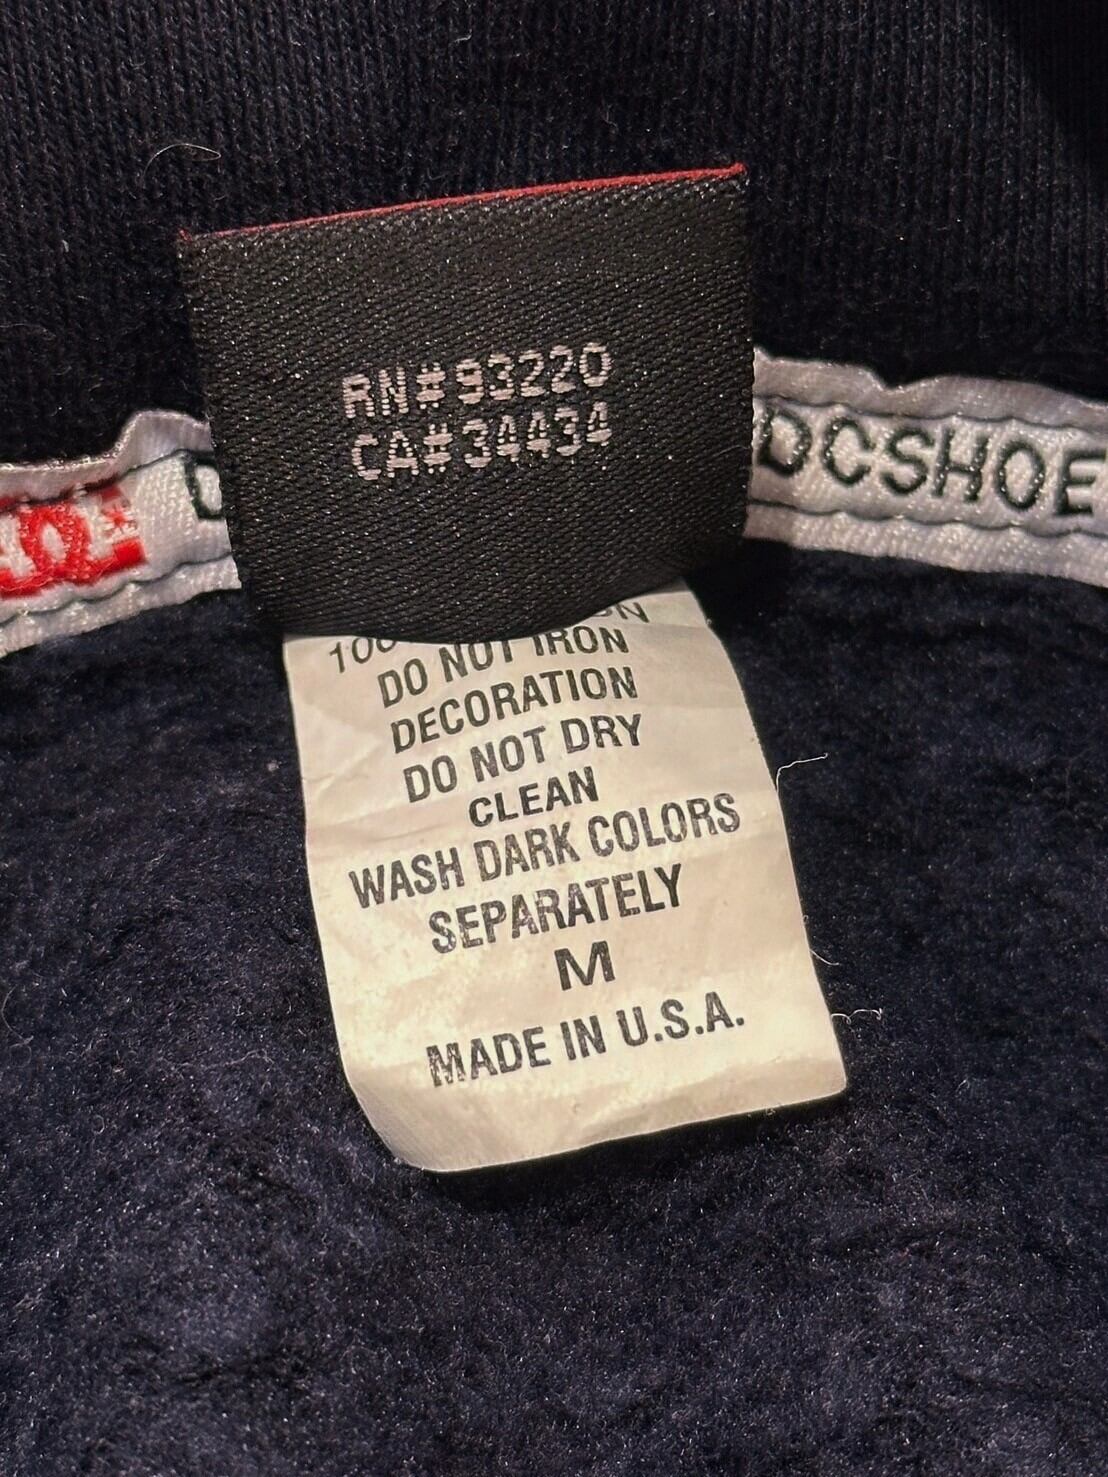 RN#93220
CA#34434
DCSHOE
DO NOT IRON
DECORATION
DO NOT DRY
CLEAN
WASH DARK COLORS
SEPARATELY
M
MADE IN U.S.A.